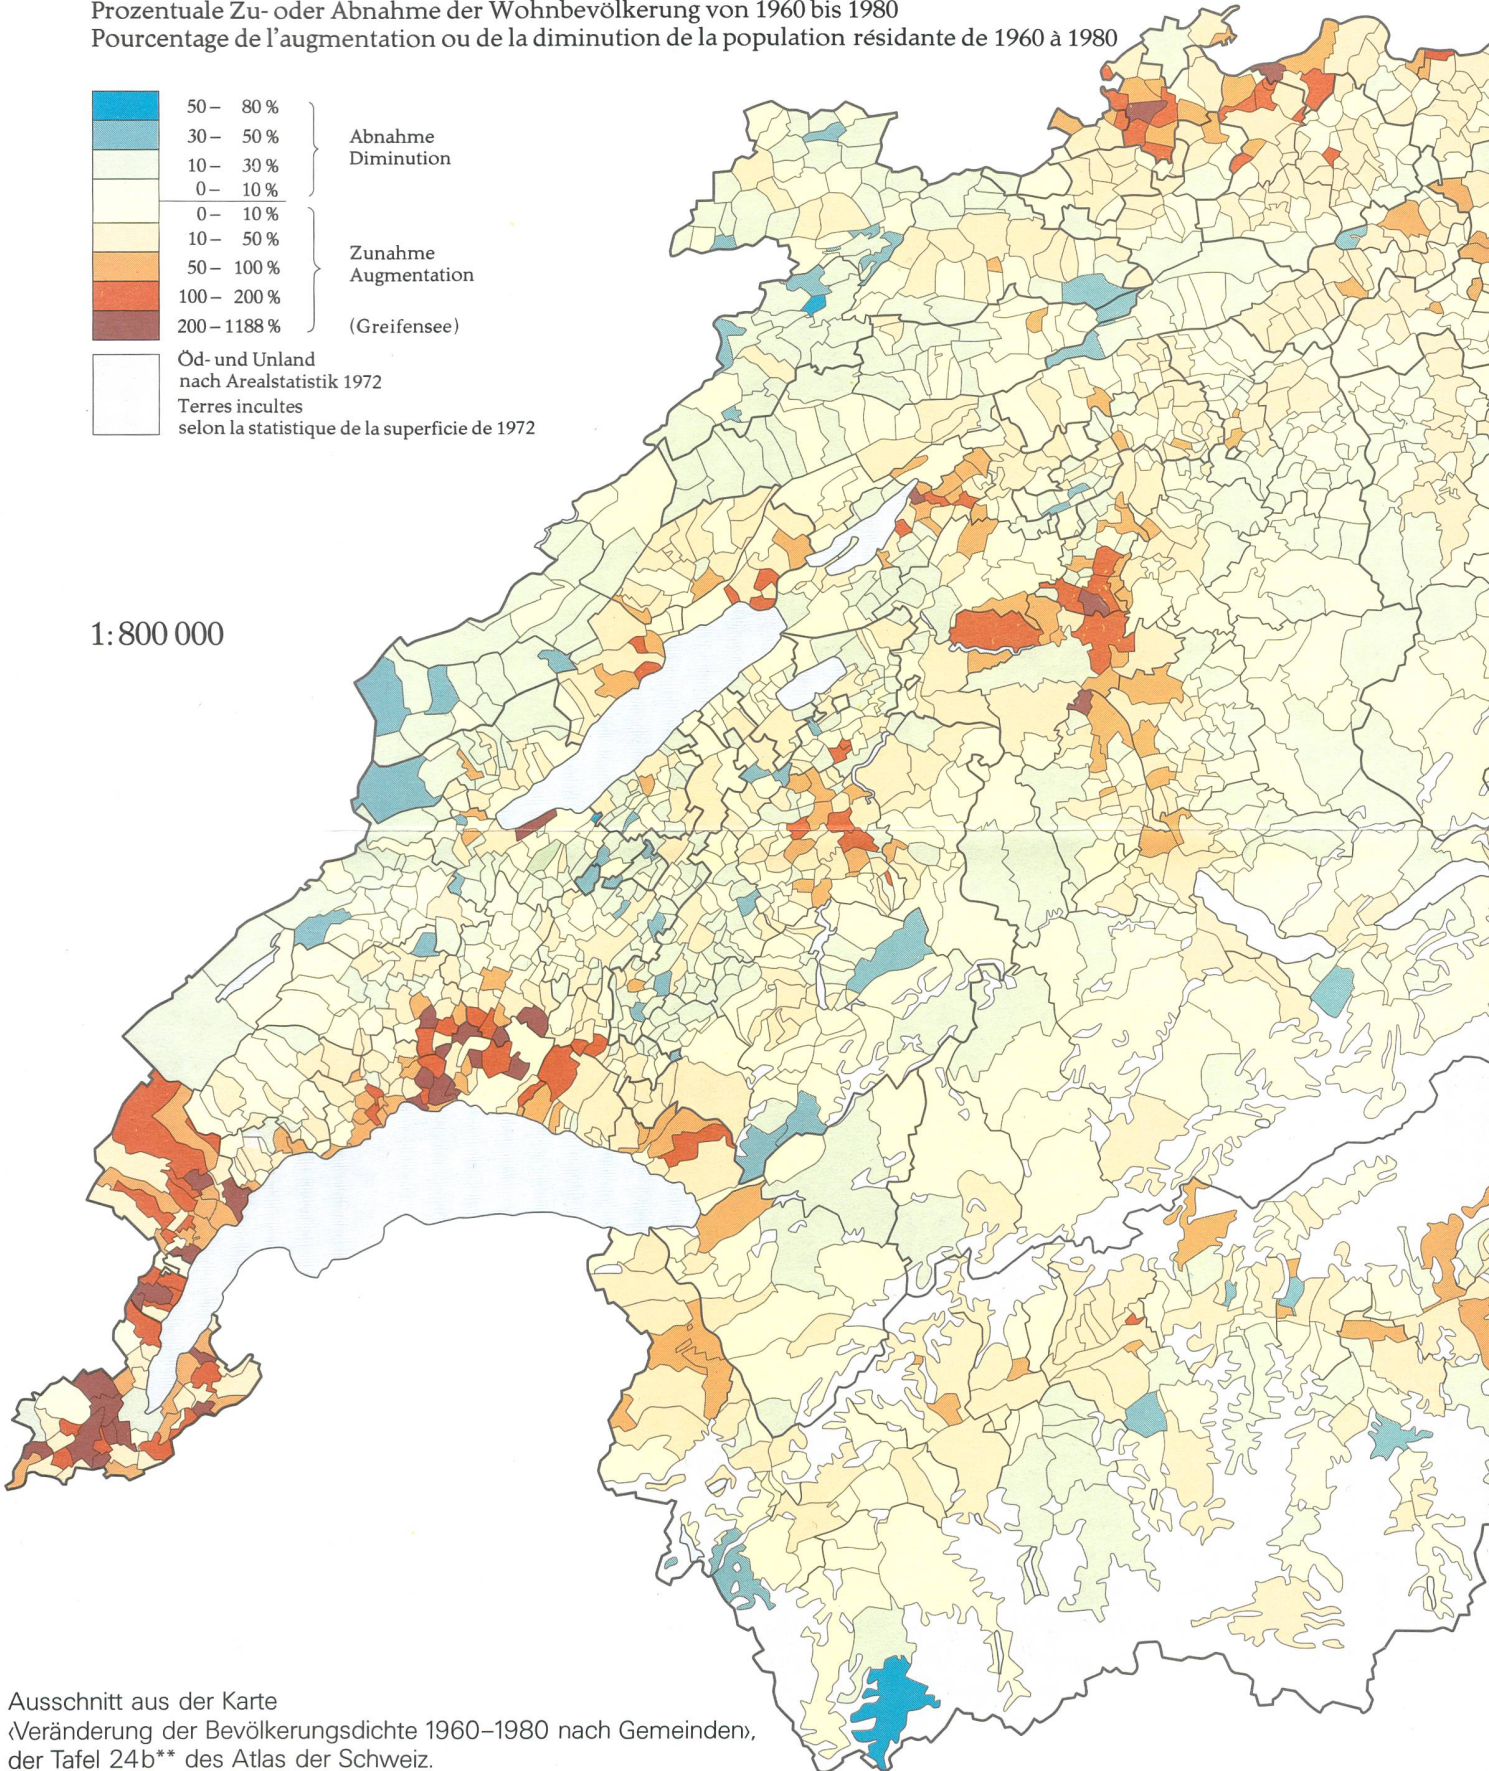 Prozentuale Zu- oder Abnahme der Wohnbevölkerung von 1960 bis 1980
Pourcentage de l'augmentation ou de la diminution de la population résidante de 1960 à 1980
50 – 80 %
30 – 50 %
10 – 30 %
0 – 10 %
Abnahme
Diminution
0 – 10 %
10 – 50 %
50 – 100 %
100 – 200 %
200 – 1188 %
Zunahme
Augmentation
(Greifensee)
Öd- und Unland
nach Arealstatistik 1972
Terres incultes
selon la statistique de la superficie de 1972
1:800 000
Ausschnitt aus der Karte
‹Veränderung der Bevölkerungsdichte 1960–1980 nach Gemeinden›,
der Tafel 24b** des Atlas der Schweiz.